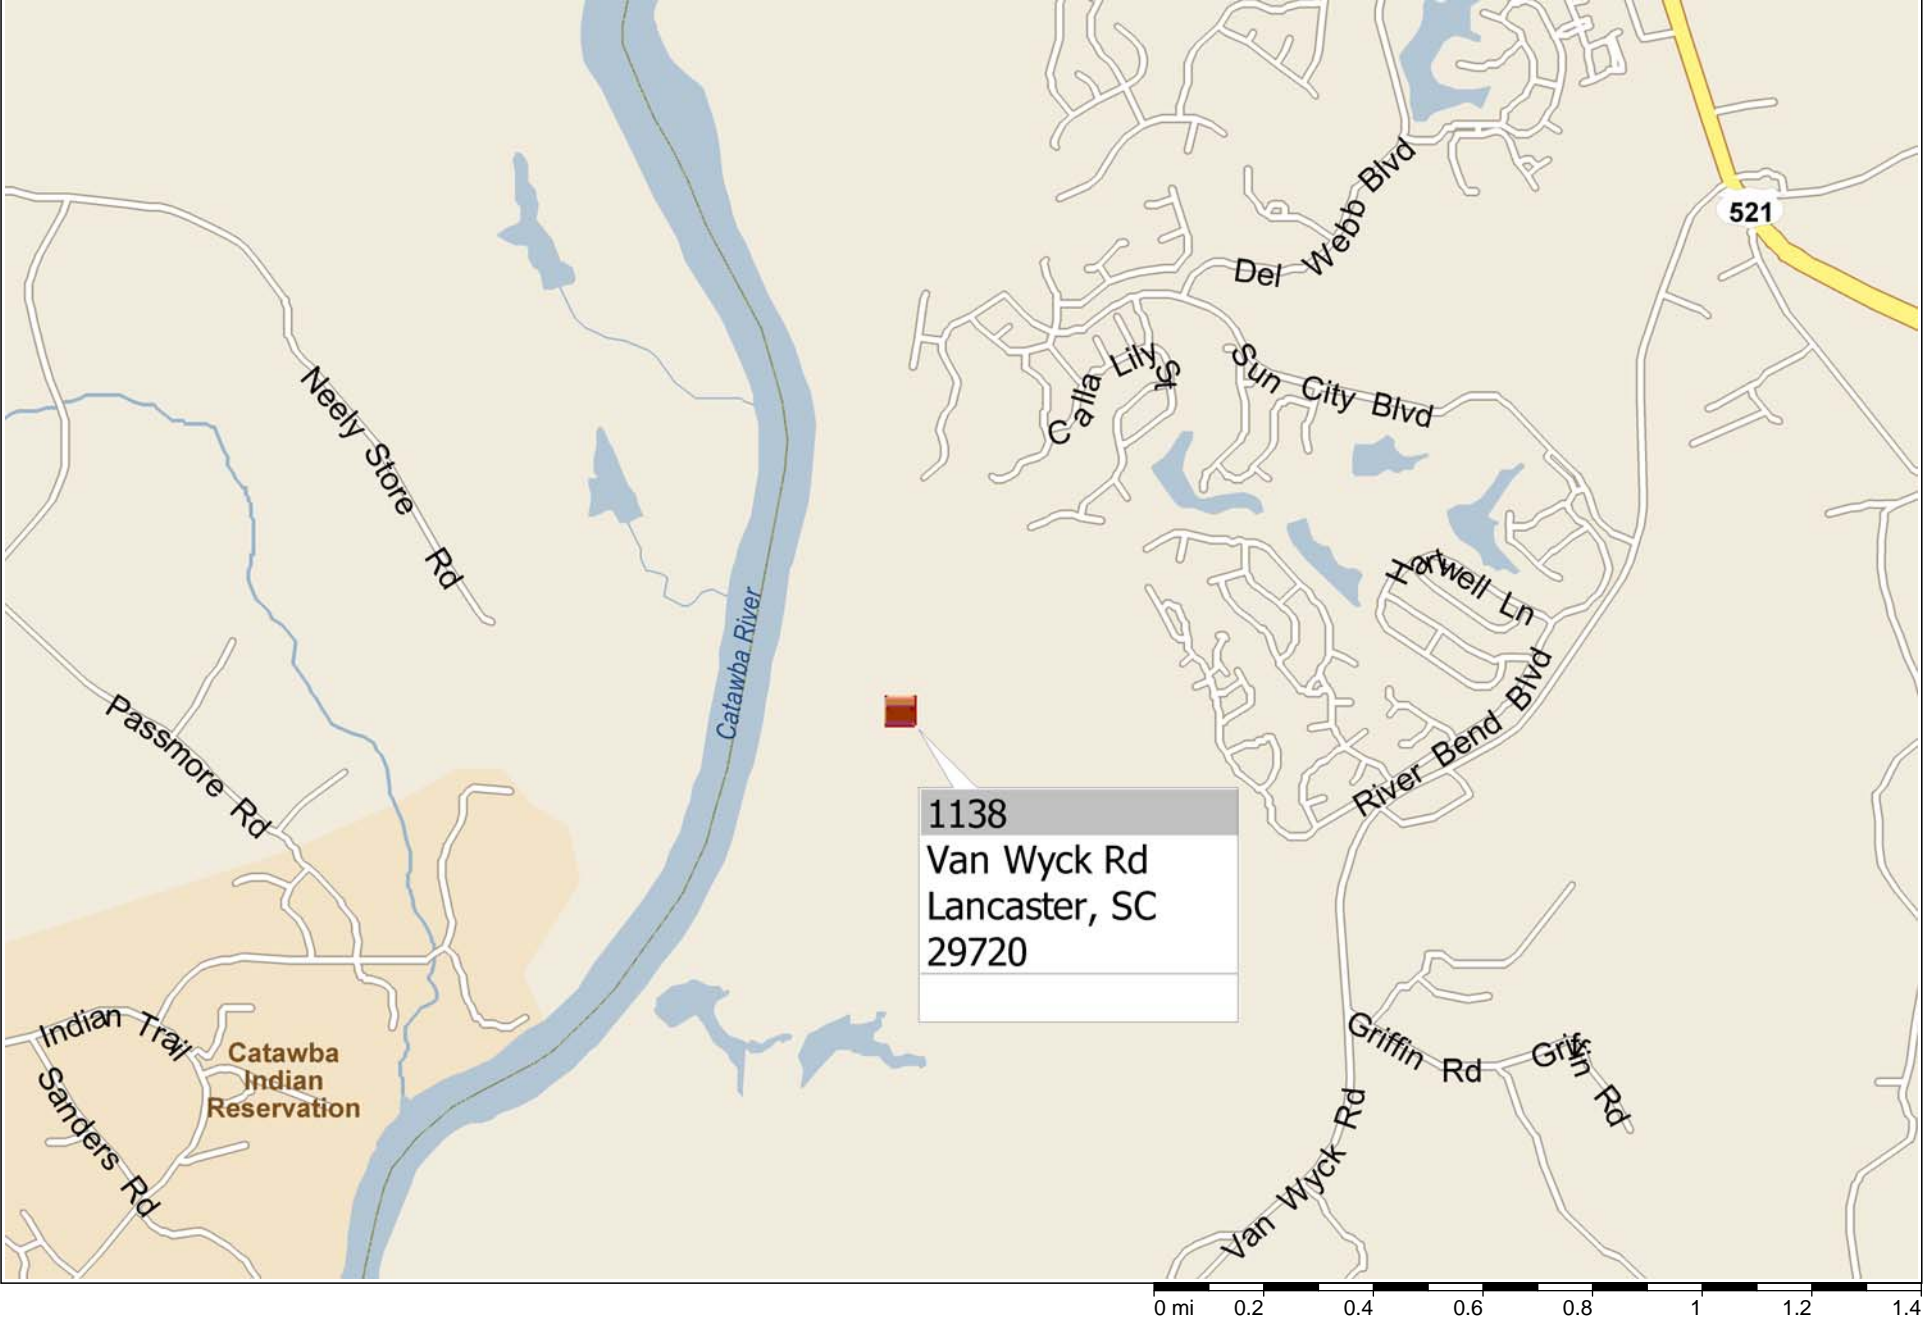 Del Webb Blvd
521
Neely Store Rd
Calla Lily St
Sun City Blvd
Hartwell Ln
Catawba River
Passmore Rd
River Bend Blvd
1138
Van Wyck Rd
Lancaster, SC
29720
Indian Trail
Catawba
Indian
Reservation
Sanders Rd
Griffin Rd
Griffin Rd
Van Wyck Rd
0 mi 0.2 0.4 0.6 0.8 1 1.2 1.4